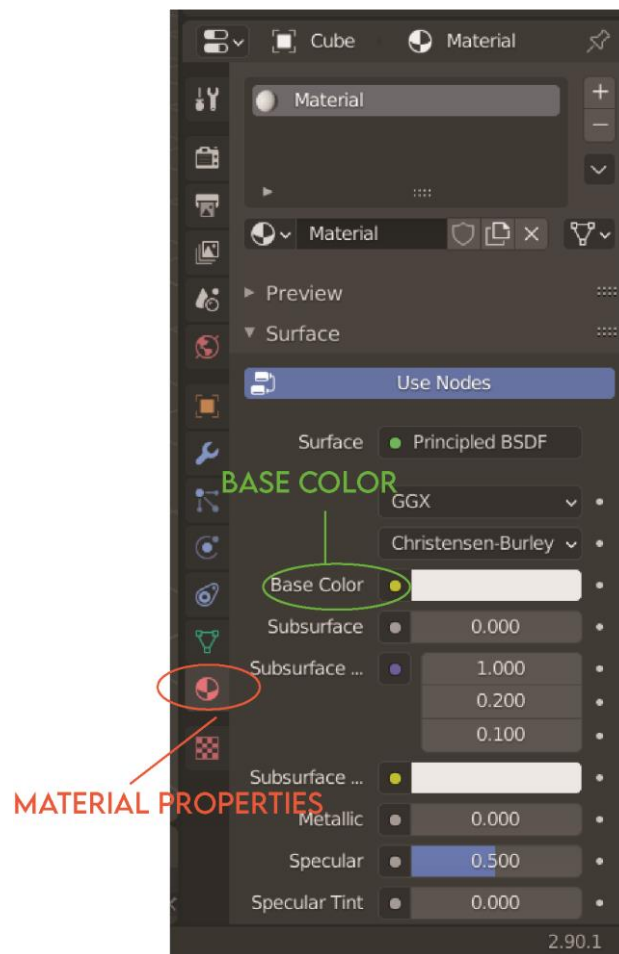 Cube Material
Material
Material
Preview
Surface
Use Nodes
Surface Principled BSDF
BASE COLOR
GGX
Christensen-Burley
Base Color
Subsurface 0.000
Subsurface ... 1.000
0.200
0.100
Subsurface ...
MATERIAL PROPERTIES
Metallic 0.000
Specular 0.500
Specular Tint 0.000
2.90.1